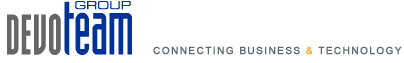 GROUP
DEVOteam
CONNECTING BUSINESS & TECHNOLOGY